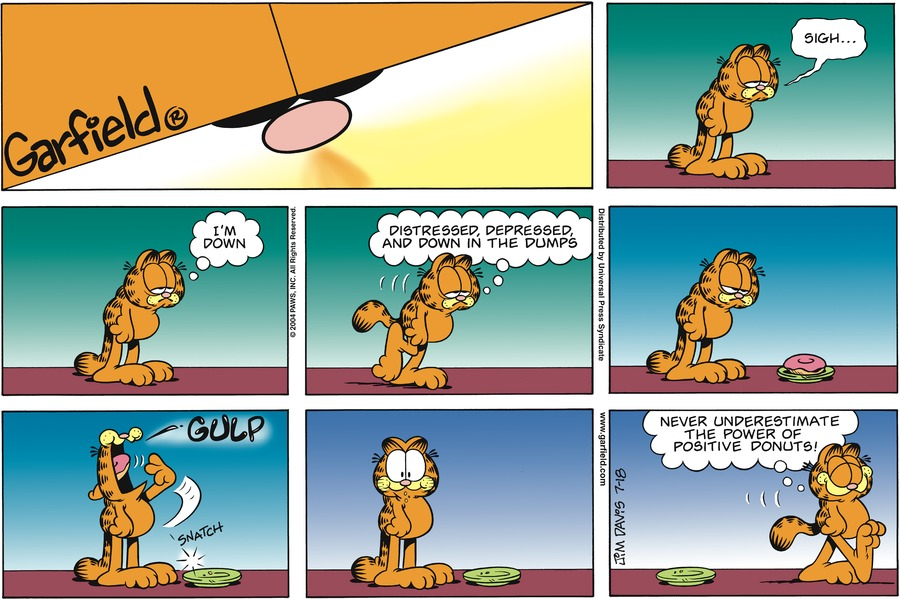 Garfield®
SIGH...
I'M
DOWN
© 2004 PAWS, INC. All Rights Reserved.
DISTRESSED, DEPRESSED,
AND DOWN IN THE DUMPS
Distributed by Universal Press Syndicate
GULP
SNATCH
www.garfield.com
NEVER UNDERESTIMATE
THE POWER OF
POSITIVE DONUTS!
JIM DAVIS 7-18